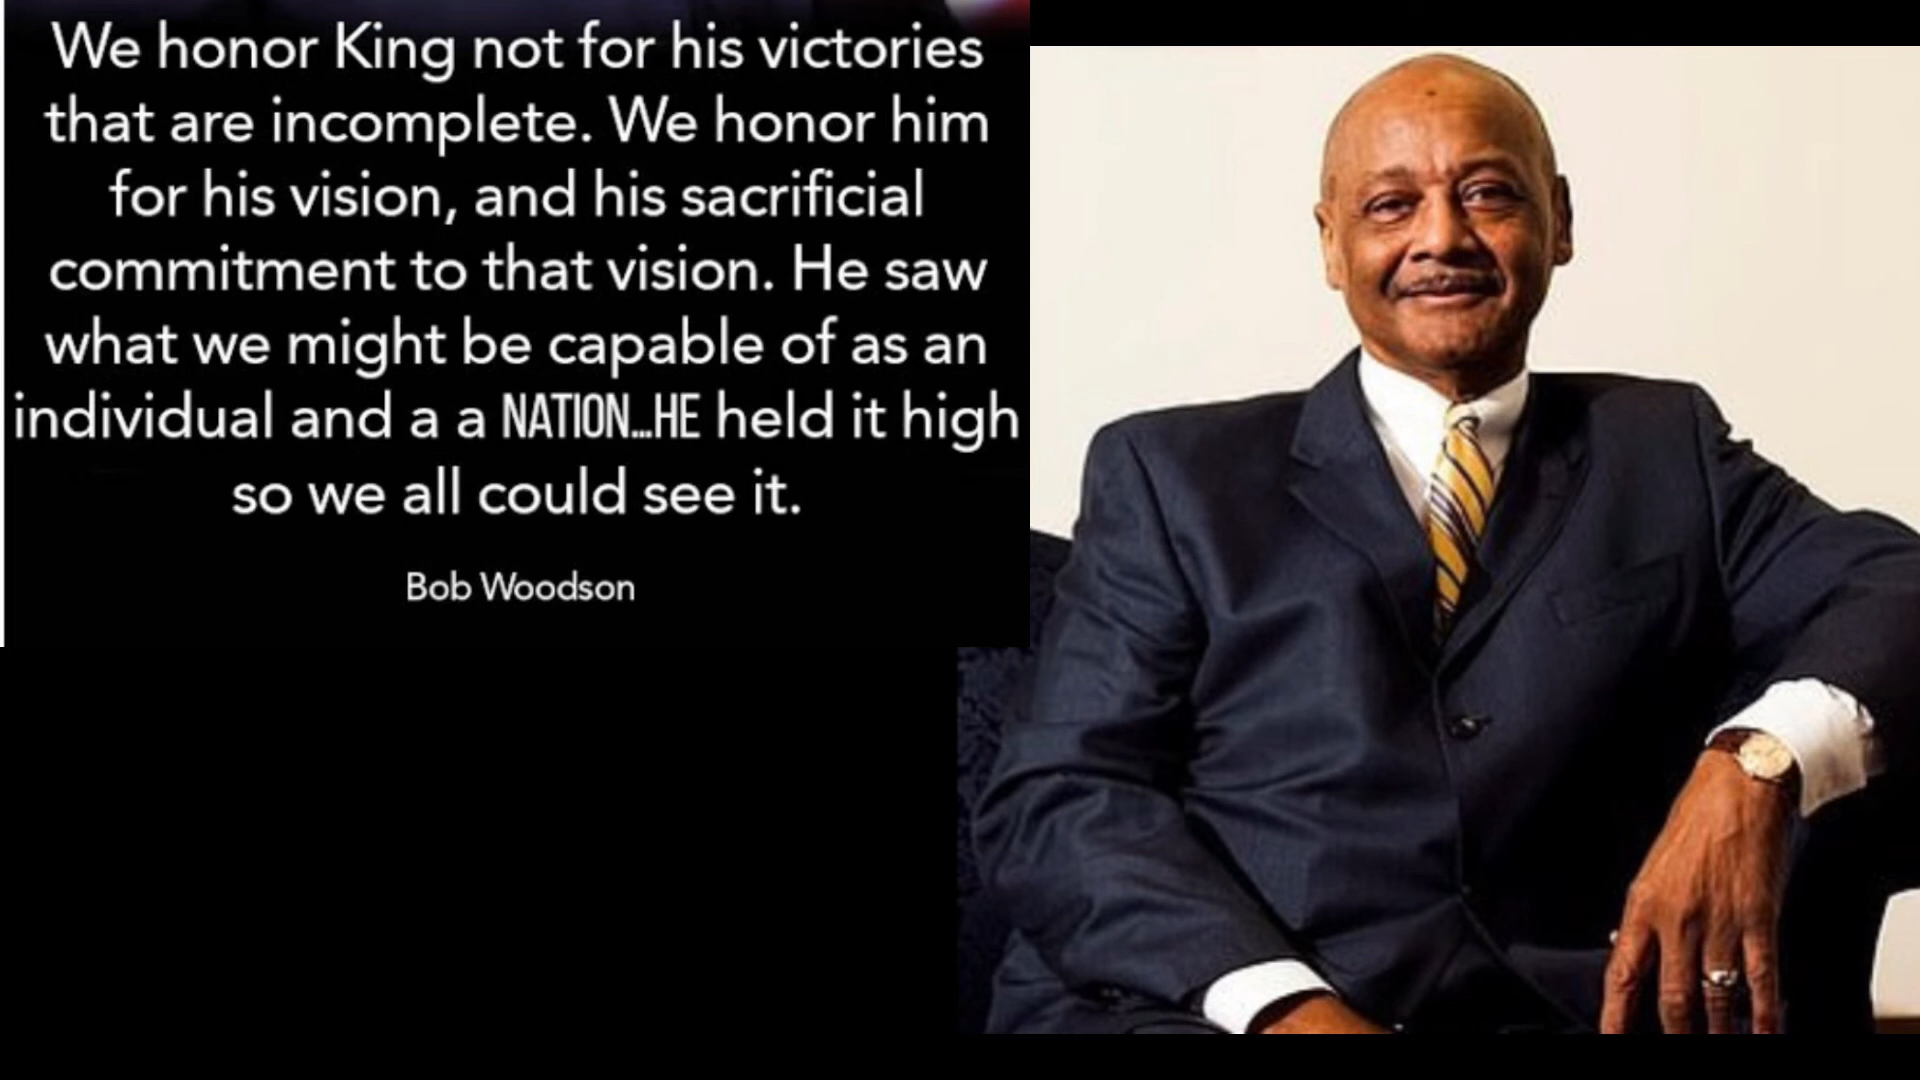 We honor King not for his victories
that are incomplete. We honor him
for his vision, and his sacrificial
commitment to that vision. He saw
what we might be capable of as an
individual and a a NATION...HE held it high
so we all could see it.
Bob Woodson